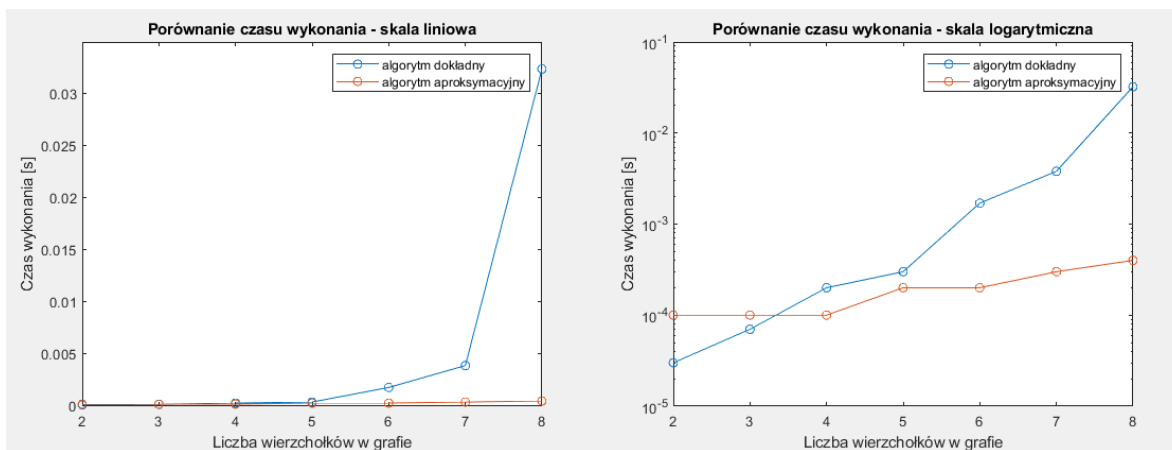 Porównanie czasu wykonania - skala liniowa
algorytm dokładny
algorytm aproksymacyjny
0.03
0.025
0.02
0.015
0.01
0.005
0
Czas wykonania [s]
2 3 4 5 6 7 8
Liczba wierzchołków w grafie
Porównanie czasu wykonania - skala logarytmiczna
algorytm dokładny
algorytm aproksymacyjny
10^-1
10^-2
10^-3
10^-4
10^-5
Czas wykonania [s]
2 3 4 5 6 7 8
Liczba wierzchołków w grafie